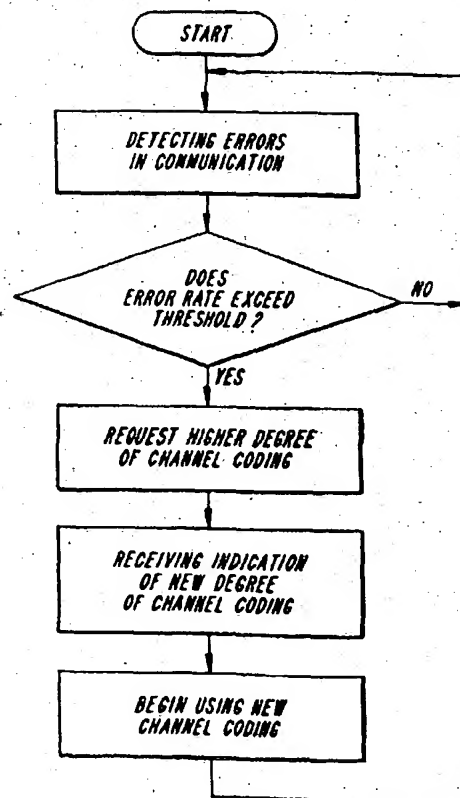 START
DETECTING ERRORS
IN COMMUNICATION
DOES
ERROR RATE EXCEED
THRESHOLD ?
NO
YES
REQUEST HIGHER DEGREE
OF CHANNEL CODING
RECEIVING INDICATION
OF NEW DEGREE
OF CHANNEL CODING
BEGIN USING NEW
CHANNEL CODING